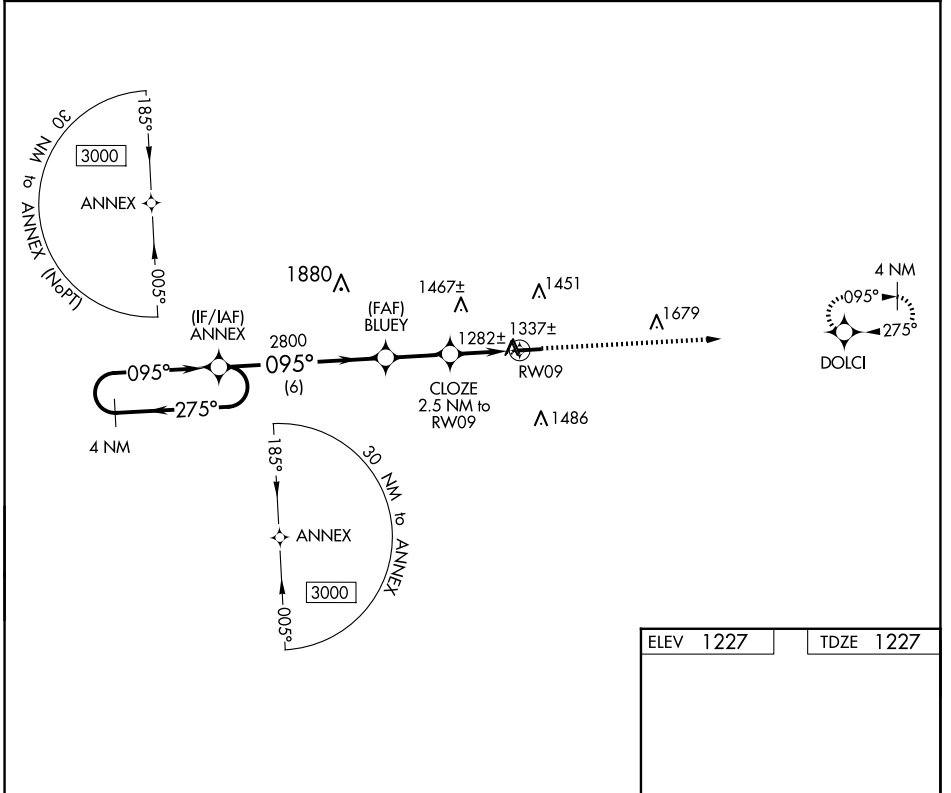 185°
30 NM to ANNEX (NoPT)
3000
ANNEX
005°
(IF/IAF)
ANNEX
1880
1467±
1451
4 NM
095°
275°
DOLCI
1679
(FAF)
BLUEY
2800
095°
(6)
1282±
1337±
RW09
CLOZE
2.5 NM to
RW09
095°
275°
4 NM
1486
185°
30 NM to ANNEX
ANNEX
3000
005°
ELEV 1227
TDZE 1227